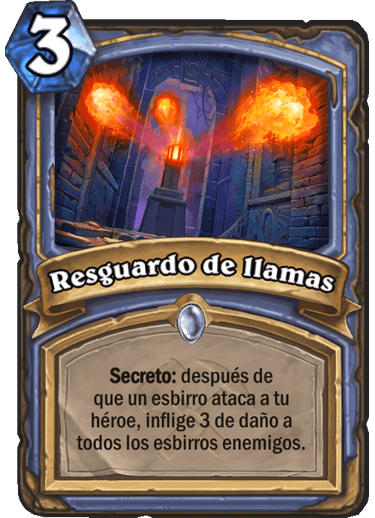 3
Resguardo de llamas
Secreto: después de
que un esbirro ataca a tu
héroe, inflige 3 de daño a
todos los esbirros enemigos.